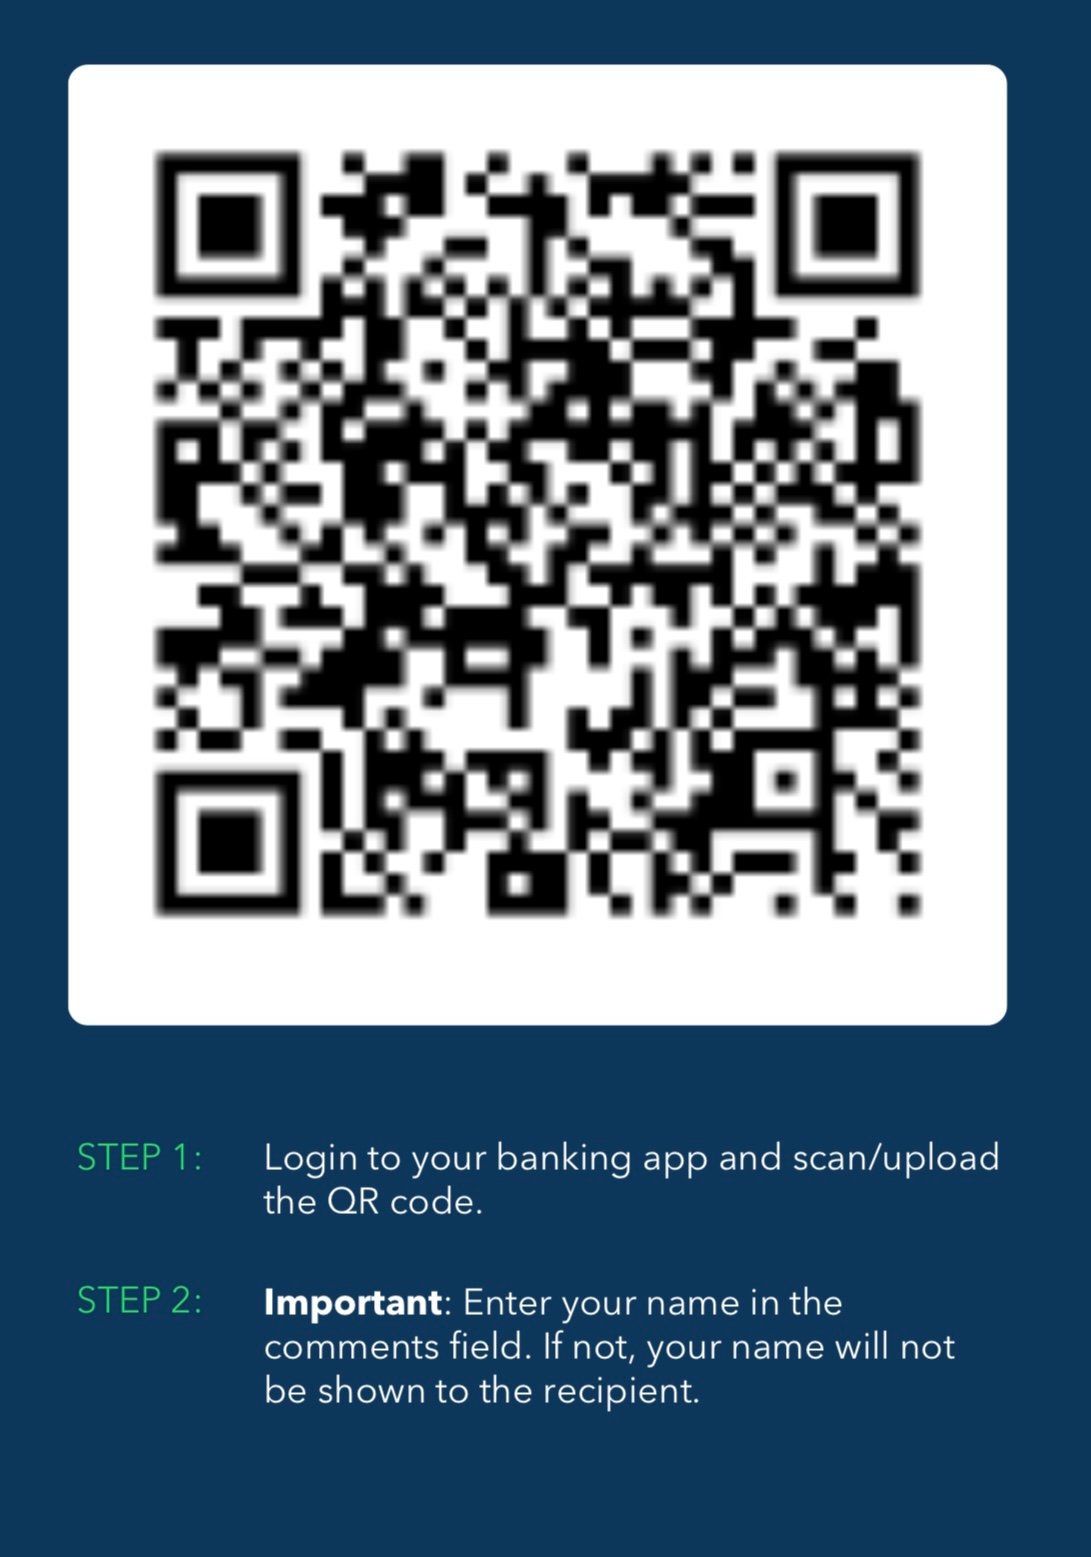 STEP 1: Login to your banking app and scan/upload
the QR code.
STEP 2: Important: Enter your name in the
comments field. If not, your name will not
be shown to the recipient.